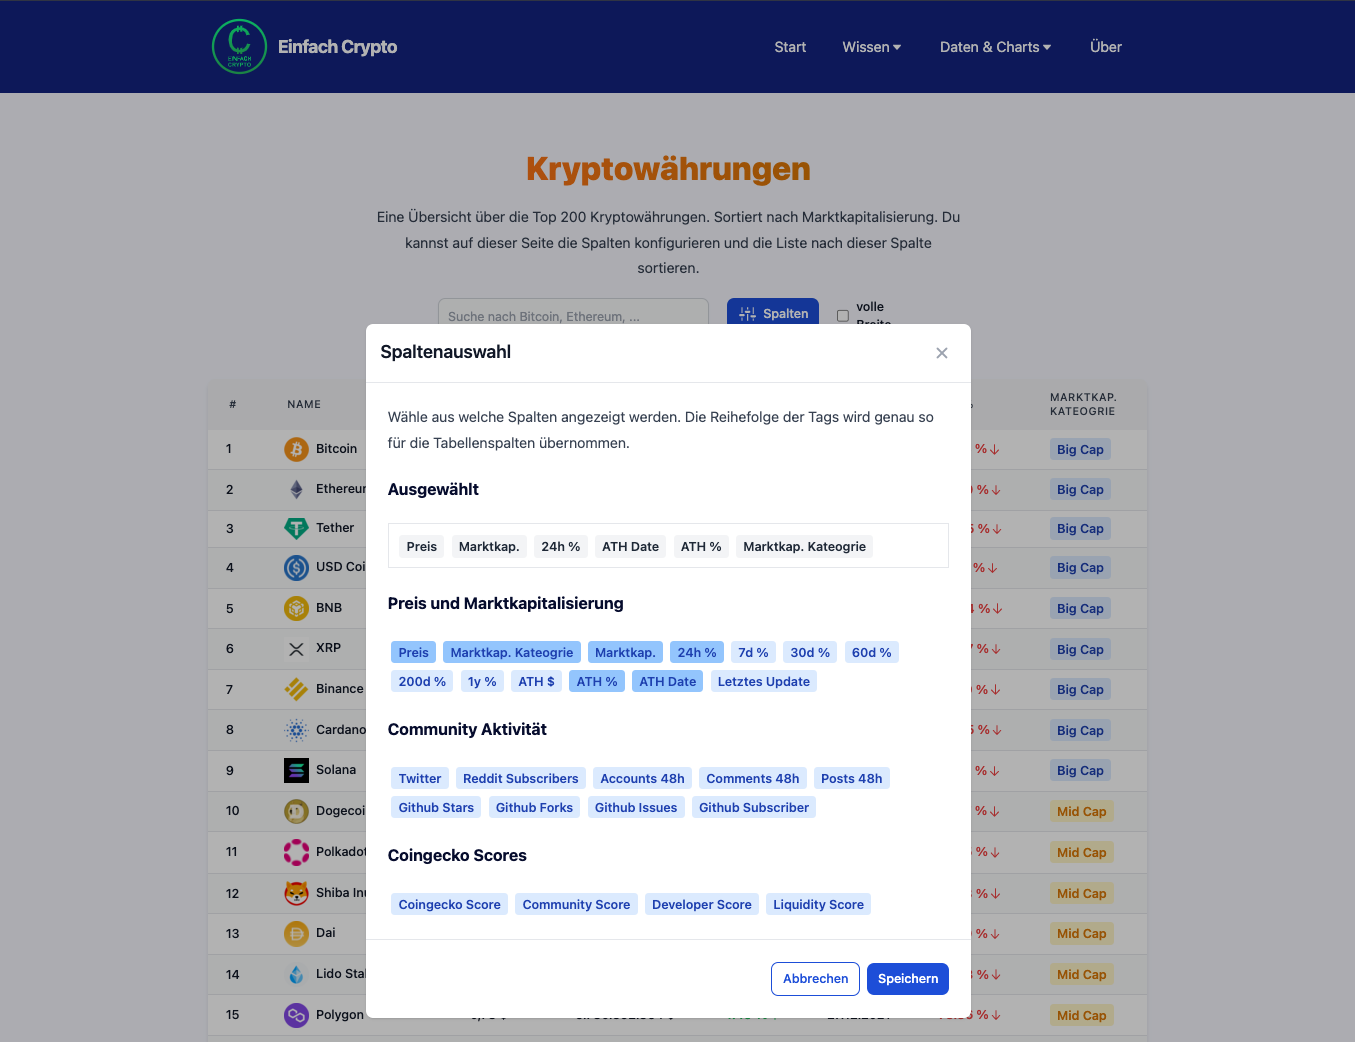 EINFACH
CRYPTO
Einfach Crypto
Start
Wissen
Daten & Charts
Über
Kryptowährungen
Eine Übersicht über die Top 200 Kryptowährungen. Sortiert nach Marktkapitalisierung. Du
kannst auf dieser Seite die Spalten konfigurieren und die Liste nach dieser Spalte
sortieren.
Suche nach Bitcoin, Ethereum, ...
Spalten
volle
Breite
Spaltenauswahl
Wähle aus welche Spalten angezeigt werden. Die Reihefolge der Tags wird genau so
für die Tabellenspalten übernommen.
Ausgewählt
Preis Marktkap. 24h % ATH Date ATH % Marktkap. Kateogrie
Preis und Marktkapitalisierung
Preis Marktkap. Kateogrie Marktkap. 24h % 7d % 30d % 60d %
200d % 1y % ATH $ ATH % ATH Date Letztes Update
Community Aktivität
Twitter Reddit Subscribers Accounts 48h Comments 48h Posts 48h
Github Stars Github Forks Github Issues Github Subscriber
Coingecko Scores
Coingecko Score Community Score Developer Score Liquidity Score
Abbrechen Speichern
# NAME MARKTKAP.
KATEOGRIE
1 Bitcoin % Big Cap
2 Ethereum % Big Cap
3 Tether % Big Cap
4 USD Coi % Big Cap
5 BNB % Big Cap
6 XRP % Big Cap
7 Binance % Big Cap
8 Cardano % Big Cap
9 Solana % Big Cap
10 Dogecoi % Mid Cap
11 Polkadot % Mid Cap
12 Shiba Inu % Mid Cap
13 Dai % Mid Cap
14 Lido Sta % Mid Cap
15 Polygon % Mid Cap